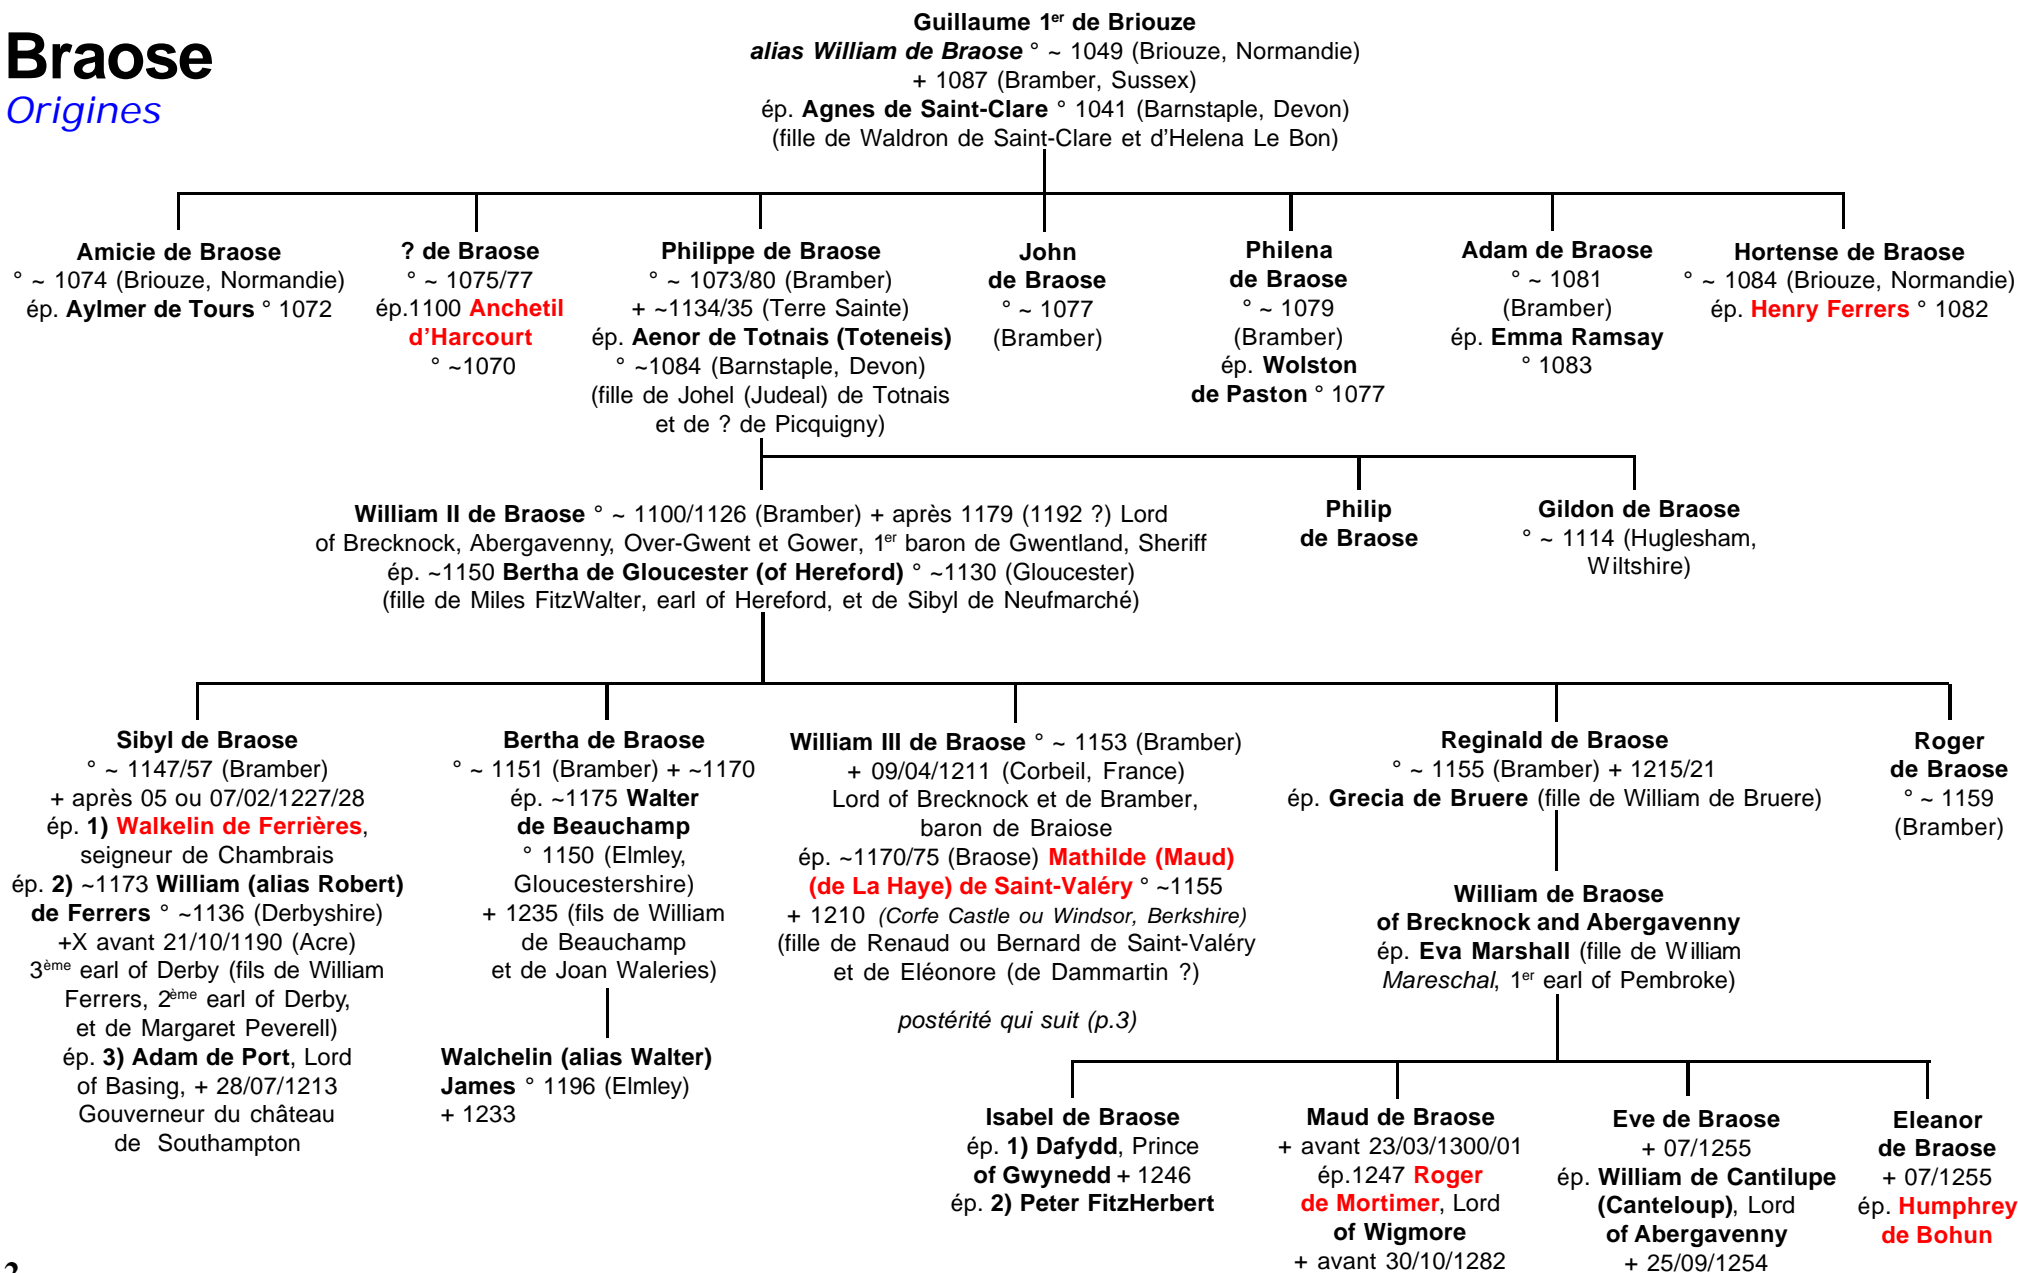 Braose
Origines
Guillaume 1er de Briouze
alias William de Braose ° ~ 1049 (Briouze, Normandie)
+ 1087 (Bramber, Sussex)
ép. Agnes de Saint-Clare ° 1041 (Barnstaple, Devon)
(fille de Waldron de Saint-Clare et d'Helena Le Bon)
Amicie de Braose
° ~ 1074 (Briouze, Normandie)
ép. Aylmer de Tours ° 1072
? de Braose
° ~ 1075/77
ép.1100 Anchetil
d'Harcourt
° ~1070
Philippe de Braose
° ~ 1073/80 (Bramber)
+ ~1134/35 (Terre Sainte)
ép. Aenor de Totnais (Toteneis)
° ~1084 (Barnstaple, Devon)
(fille de Johel (Judeal) de Totnais
et de ? de Picquigny)
John
de Braose
° ~ 1077
(Bramber)
Philena
de Braose
° ~ 1079
(Bramber)
ép. Wolston
de Paston ° 1077
Adam de Braose
° ~ 1081
(Bramber)
ép. Emma Ramsay
° 1083
Hortense de Braose
° ~ 1084 (Briouze, Normandie)
ép. Henry Ferrers ° 1082
William II de Braose ° ~ 1100/1126 (Bramber) + après 1179 (1192 ?) Lord
of Brecknock, Abergavenny, Over-Gwent et Gower, 1er baron de Gwentland, Sheriff
ép. ~1150 Bertha de Gloucester (of Hereford) ° ~1130 (Gloucester)
(fille de Miles FitzWalter, earl of Hereford, et de Sibyl de Neufmarché)
Philip
de Braose
Gildon de Braose
° ~ 1114 (Huglesham,
Wiltshire)
Sibyl de Braose
° ~ 1147/57 (Bramber)
+ après 05 ou 07/02/1227/28
ép. 1) Walkelin de Ferrières,
seigneur de Chambrais
ép. 2) ~1173 William (alias Robert)
de Ferrers ° ~1136 (Derbyshire)
+X avant 21/10/1190 (Acre)
3ème earl of Derby (fils de William
Ferrers, 2ème earl of Derby,
et de Margaret Peverell)
ép. 3) Adam de Port, Lord
of Basing, + 28/07/1213
Gouverneur du château
de Southampton
Bertha de Braose
° ~ 1151 (Bramber) + ~1170
ép. ~1175 Walter
de Beauchamp
° 1150 (Elmley,
Gloucestershire)
+ 1235 (fils de William
de Beauchamp
et de Joan Waleries)
Walchelin (alias Walter)
James ° 1196 (Elmley)
+ 1233
William III de Braose ° ~ 1153 (Bramber)
+ 09/04/1211 (Corbeil, France)
Lord of Brecknock et de Bramber,
baron de Braiose
ép. ~1170/75 (Braose) Mathilde (Maud)
(de La Haye) de Saint-Valéry ° ~1155
+ 1210 (Corfe Castle ou Windsor, Berkshire)
(fille de Renaud ou Bernard de Saint-Valéry
et de Eléonore (de Dammartin ?)
postérité qui suit (p.3)
Reginald de Braose
° ~ 1155 (Bramber) + 1215/21
ép. Grecia de Bruere (fille de William de Bruere)
William de Braose
of Brecknock and Abergavenny
ép. Eva Marshall (fille de William
Mareschal, 1er earl of Pembroke)
Roger
de Braose
° ~ 1159
(Bramber)
Isabel de Braose
ép. 1) Dafydd, Prince
of Gwynedd + 1246
ép. 2) Peter FitzHerbert
Maud de Braose
+ avant 23/03/1300/01
ép.1247 Roger
de Mortimer, Lord
of Wigmore
+ avant 30/10/1282
Eve de Braose
+ 07/1255
ép. William de Cantilupe
(Canteloup), Lord
of Abergavenny
+ 25/09/1254
Eleanor
de Braose
+ 07/1255
ép. Humphrey
de Bohun
2